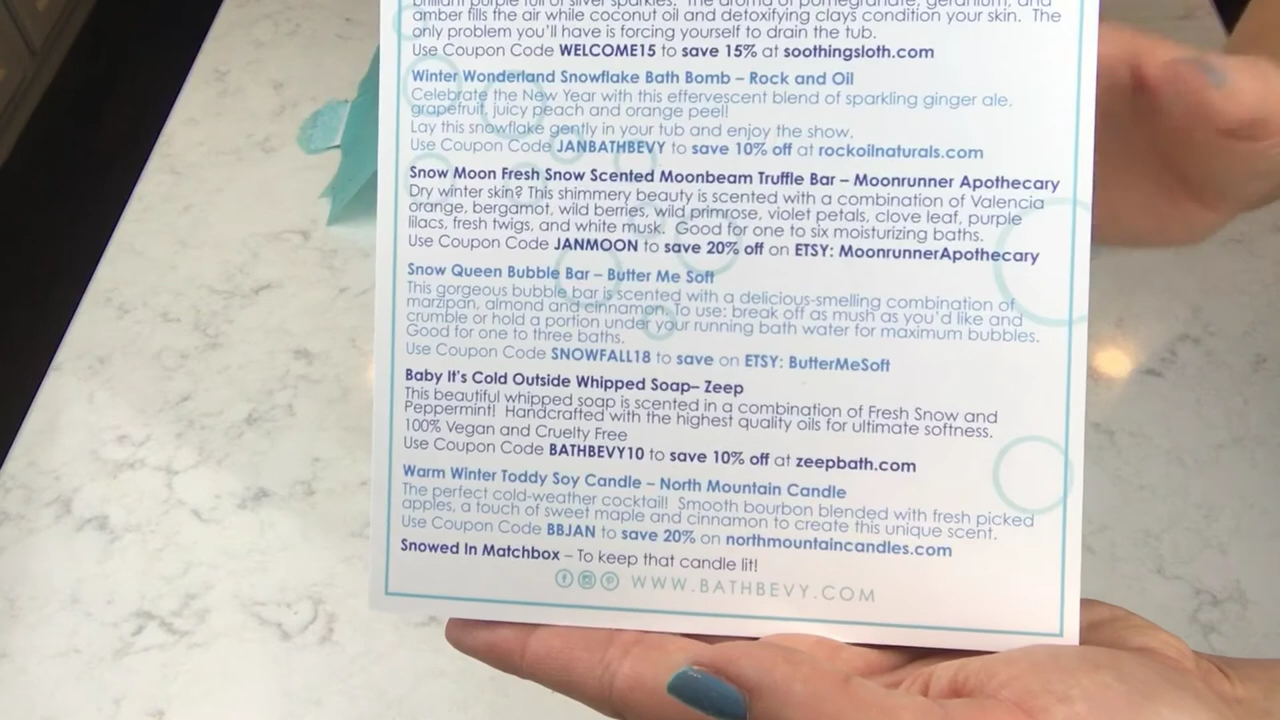 brilliant purple full of silver sparkles. The aroma of pomegranate, geranium, and
amber fills the air while coconut oil and detoxifying clays condition your skin. The
only problem you'll have is forcing yourself to drain the tub.
Use Coupon Code WELCOME15 to save 15% at soothingsloth.com
Winter Wonderland Snowflake Bath Bomb – Rock and Oil
Celebrate the New Year with this effervescent blend of sparkling ginger ale.
grapefruit, juicy peach and orange peel!
Lay this snowflake gently in your tub and enjoy the show.
Use Coupon Code JANBATHBEVY to save 10% off at rockoilnaturals.com
Snow Moon Fresh Snow Scented Moonbeam Truffle Bar – Moonrunner Apothecary
Dry winter skin? This shimmery beauty is scented with a combination of Valencia
orange, bergamot, wild berries, wild primrose, violet petals, clove leaf, purple
lilacs, fresh twigs, and white musk. Good for one to six moisturizing baths.
Use Coupon Code JANMOON to save 20% off on ETSY: MoonrunnerApothecary
Snow Queen Bubble Bar – Butter Me Soft
This gorgeous bubble bar is scented with a delicious-smelling combination of
marzipan, almond and cinnamon. To use: break off as mush as you'd like and
crumble or hold a portion under your running bath water for maximum bubbles.
Good for one to three baths.
Use Coupon Code SNOWFALL18 to save on ETSY: ButterMeSoft
Baby It's Cold Outside Whipped Soap– Zeep
This beautiful whipped soap is scented in a combination of Fresh Snow and
Peppermint! Handcrafted with the highest quality oils for ultimate softness.
100% Vegan and Cruelty Free
Use Coupon Code BATHBEVY10 to save 10% off at zeepbath.com
Warm Winter Toddy Soy Candle – North Mountain Candle
The perfect cold-weather cocktail! Smooth bourbon blended with fresh picked
apples, a touch of sweet maple and cinnamon to create this unique scent.
Use Coupon Code BBJAN to save 20% on northmountaincandles.com
Snowed In Matchbox – To keep that candle lit!
WWW.BATHBEVY.COM